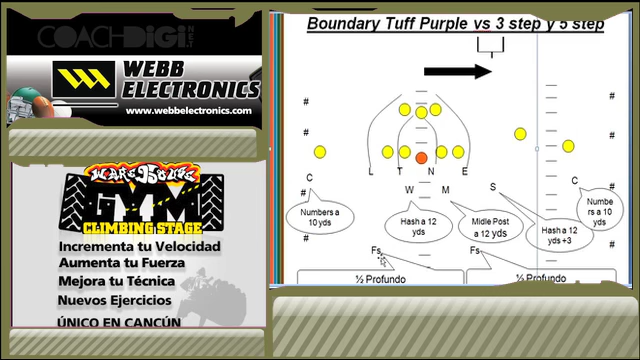 COACHDIGI.NET
WEBB
ELECTRONICS
www.webbelectronics.com
GYM
CLIMBING STAGE
Incrementa tu Velocidad
Aumenta tu Fuerza
Mejora tu Técnica
Nuevos Ejercicios
ÚNICO EN CANCÚN
Boundary Tuff Purple vs 3 step y 5 step
# #
# #
C L T N E C
# W M S #
Numbers a
10 yds
Hash a 12
yds
Midle Post
a 12 yds
Hash a 12
yds +3
Numbe
rs a 10
yds
# Fs Fs #
½ Profundo
½ Profundo